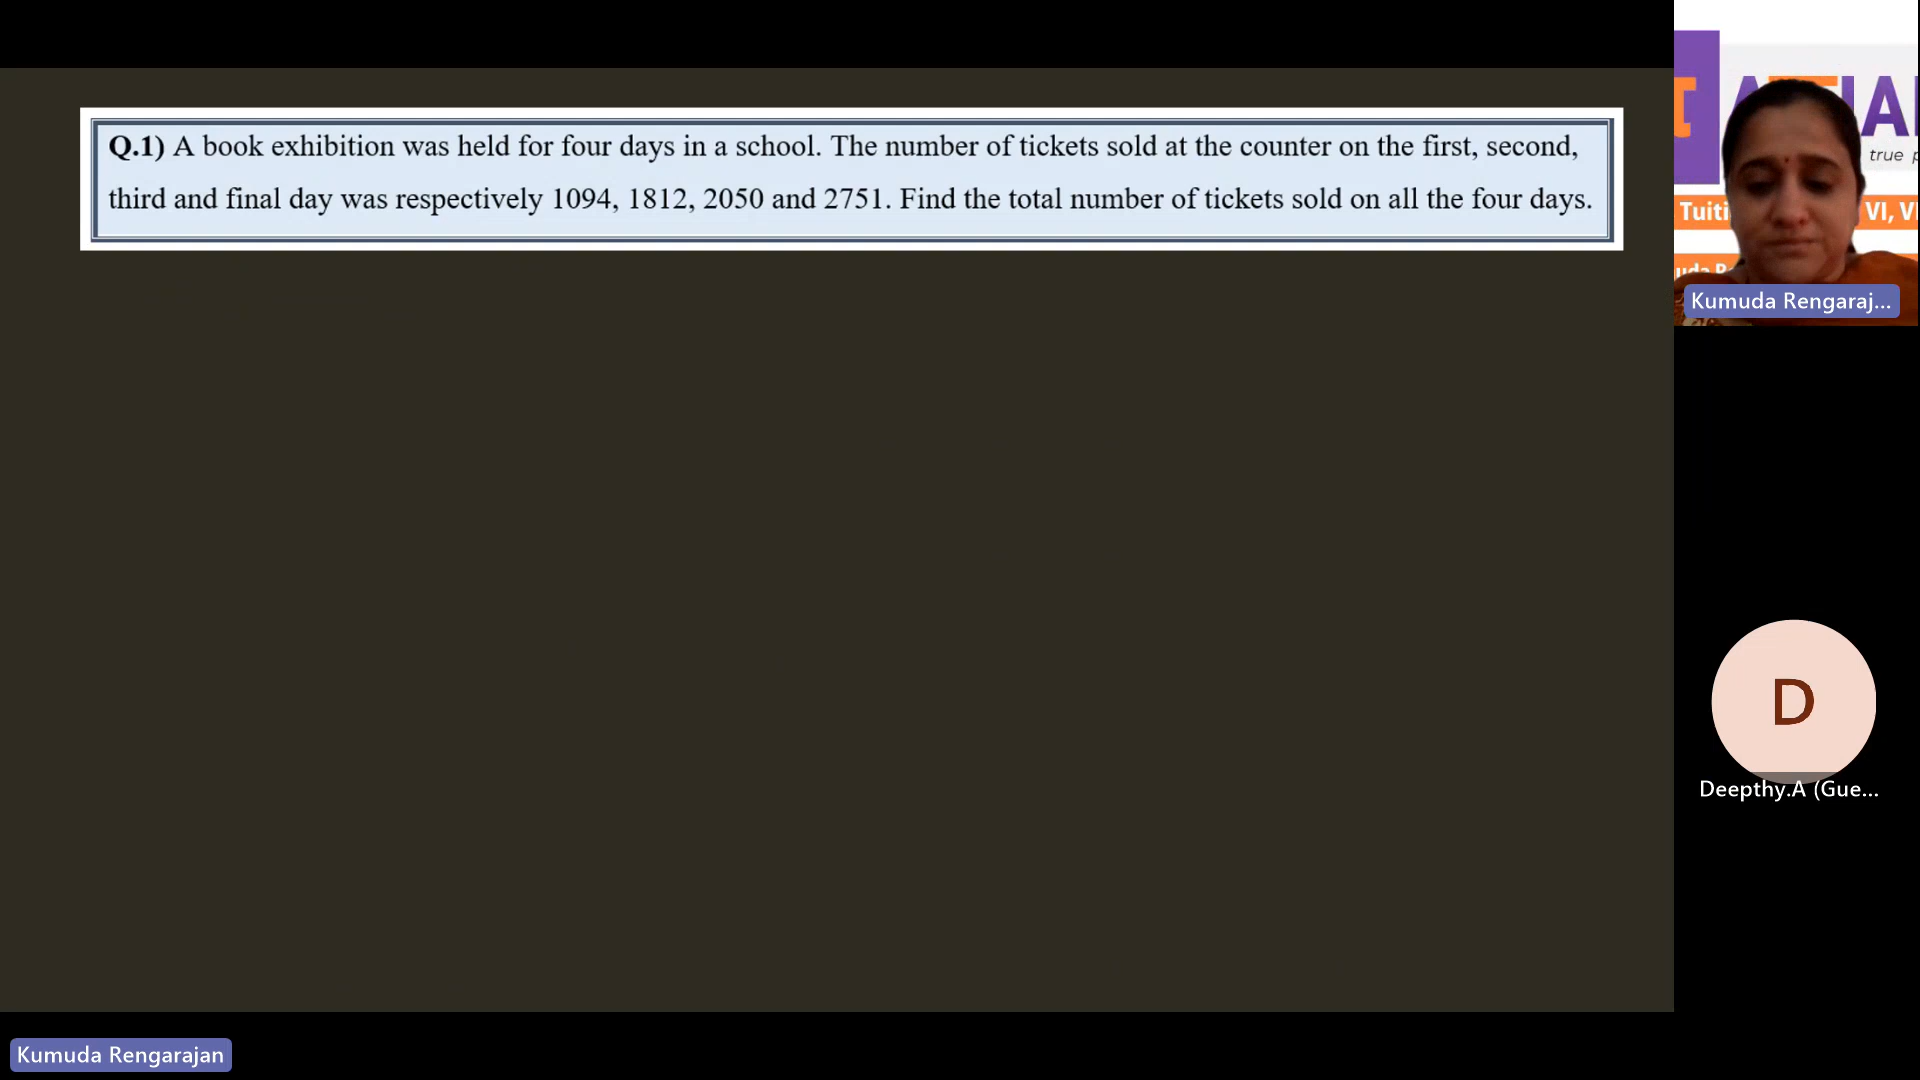 Q.1) A book exhibition was held for four days in a school. The number of tickets sold at the counter on the first, second,
third and final day was respectively 1094, 1812, 2050 and 2751. Find the total number of tickets sold on all the four days.
true p
Tuiti
VI, V
Kumuda Rengaraj...
D
Deepthy.A (Gue...
Kumuda Rengarajan